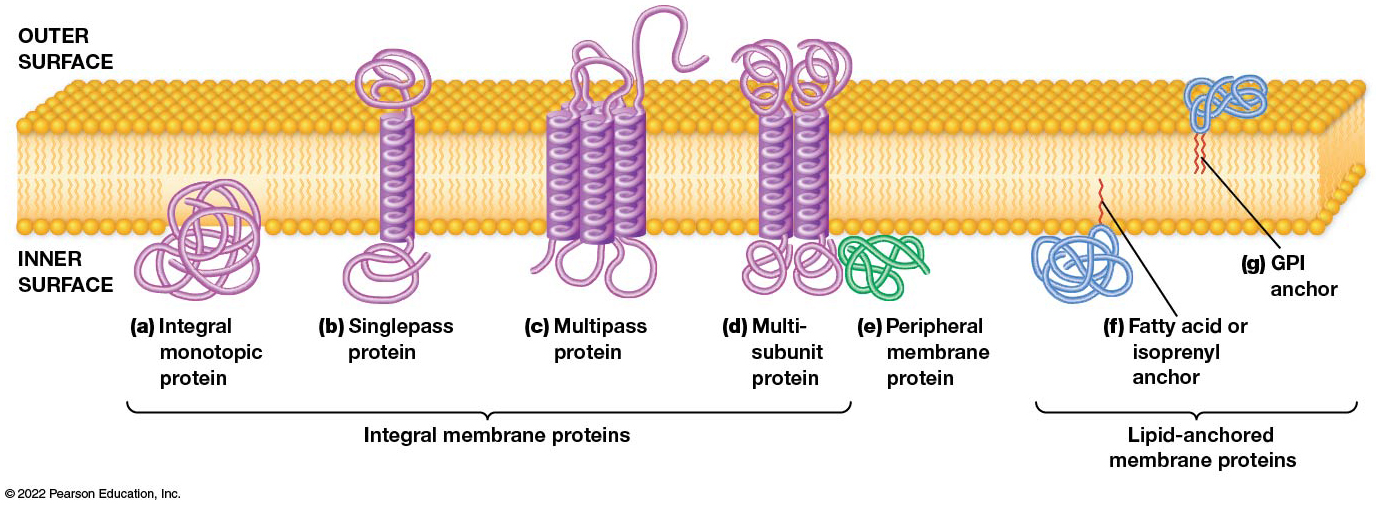 OUTER
SURFACE
INNER
SURFACE
(a) Integral
monotopic
protein
(b) Singlepass
protein
(c) Multipass
protein
(d) Multi-
subunit
protein
(e) Peripheral
membrane
protein
(f) Fatty acid or
isoprenyl
anchor
(g) GPI
anchor
Integral membrane proteins
Lipid-anchored
membrane proteins
© 2022 Pearson Education, Inc.